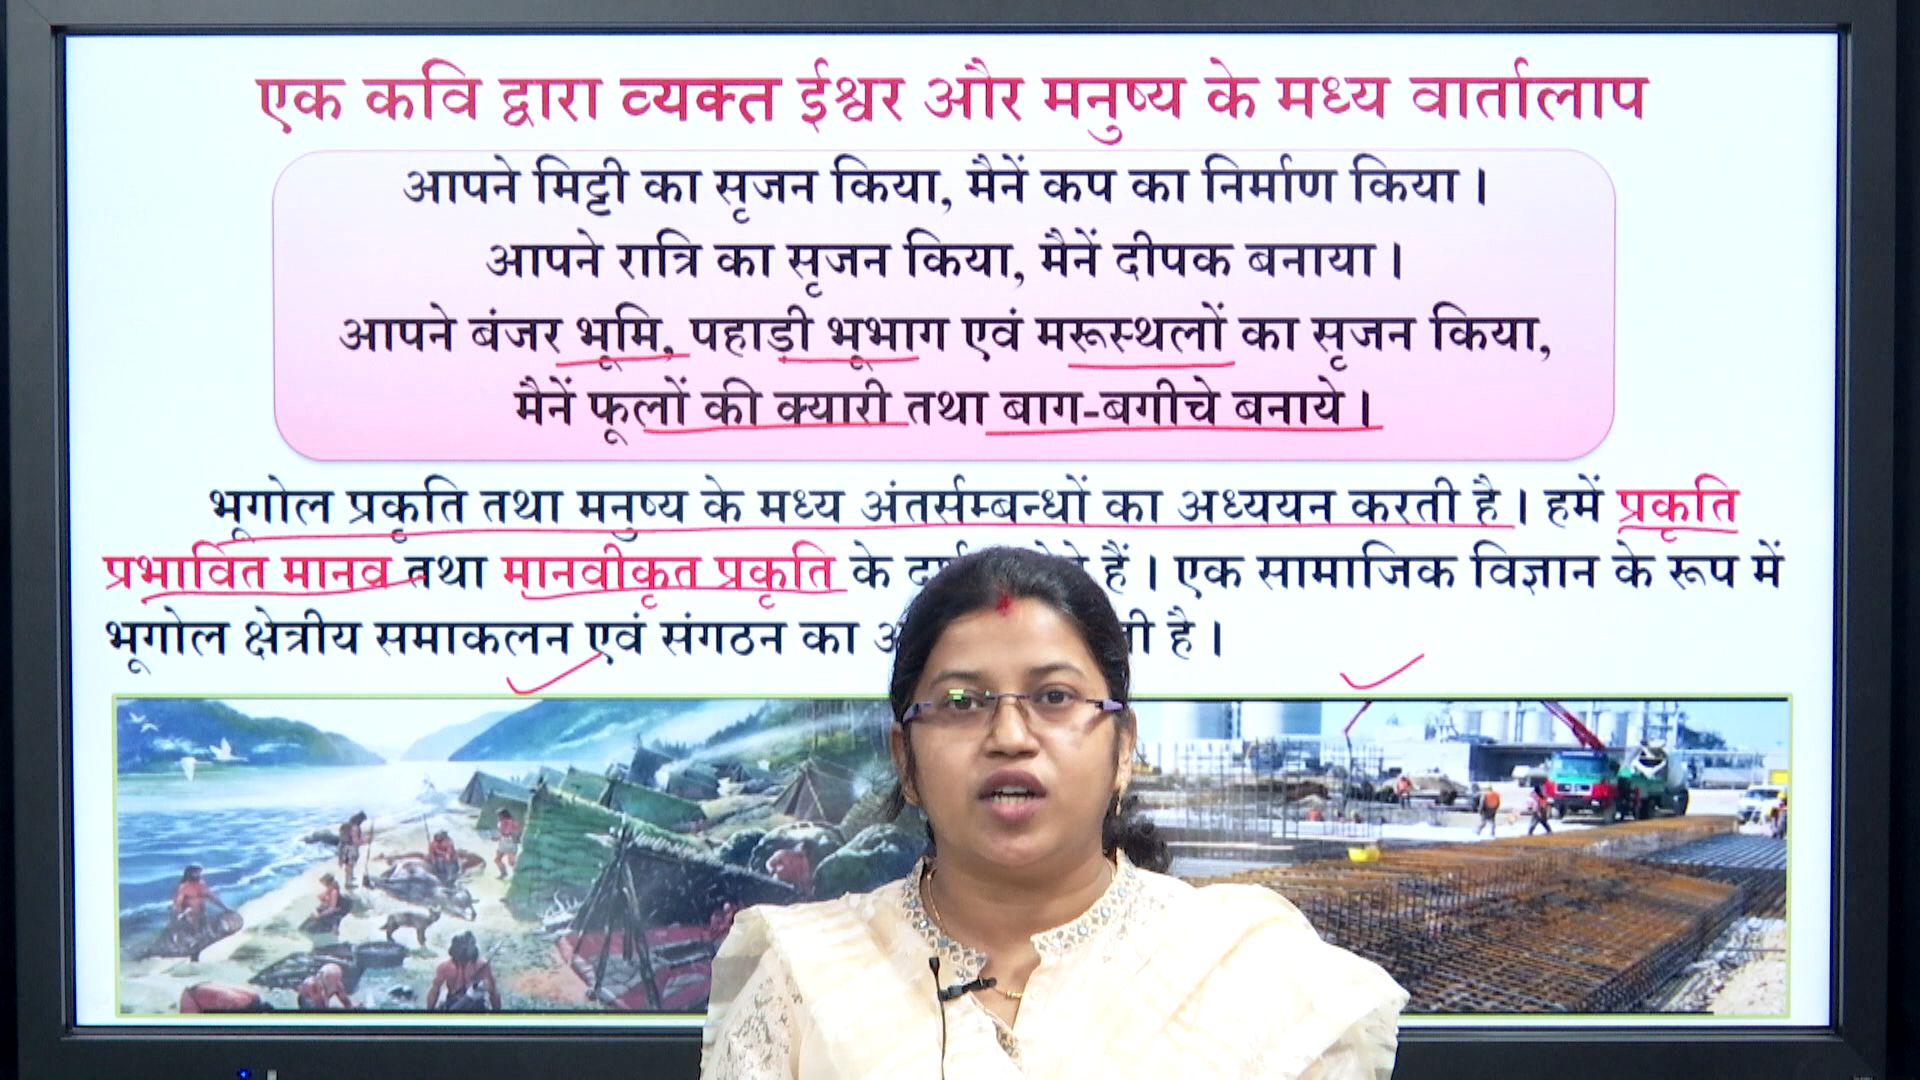 एक कवि द्वारा व्यक्त ईश्वर और मनुष्य के मध्य वार्तालाप
आपने मिट्टी का सृजन किया, मैनें कप का निर्माण किया।
आपने रात्रि का सृजन किया, मैनें दीपक बनाया।
आपने बंजर भूमि, पहाड़ी भूभाग एवं मरूस्थलों का सृजन किया,
मैनें फूलों की क्यारी तथा बाग-बगीचे बनाये।
भूगोल प्रकृति तथा मनुष्य के मध्य अंतर्सम्बन्धों का अध्ययन करती है। हमें प्रकृति
प्रभावित मानव तथा मानवीकृत प्रकृति के हैं। एक सामाजिक विज्ञान के रूप में
भूगोल क्षेत्रीय समाकलन एवं संगठन का है।